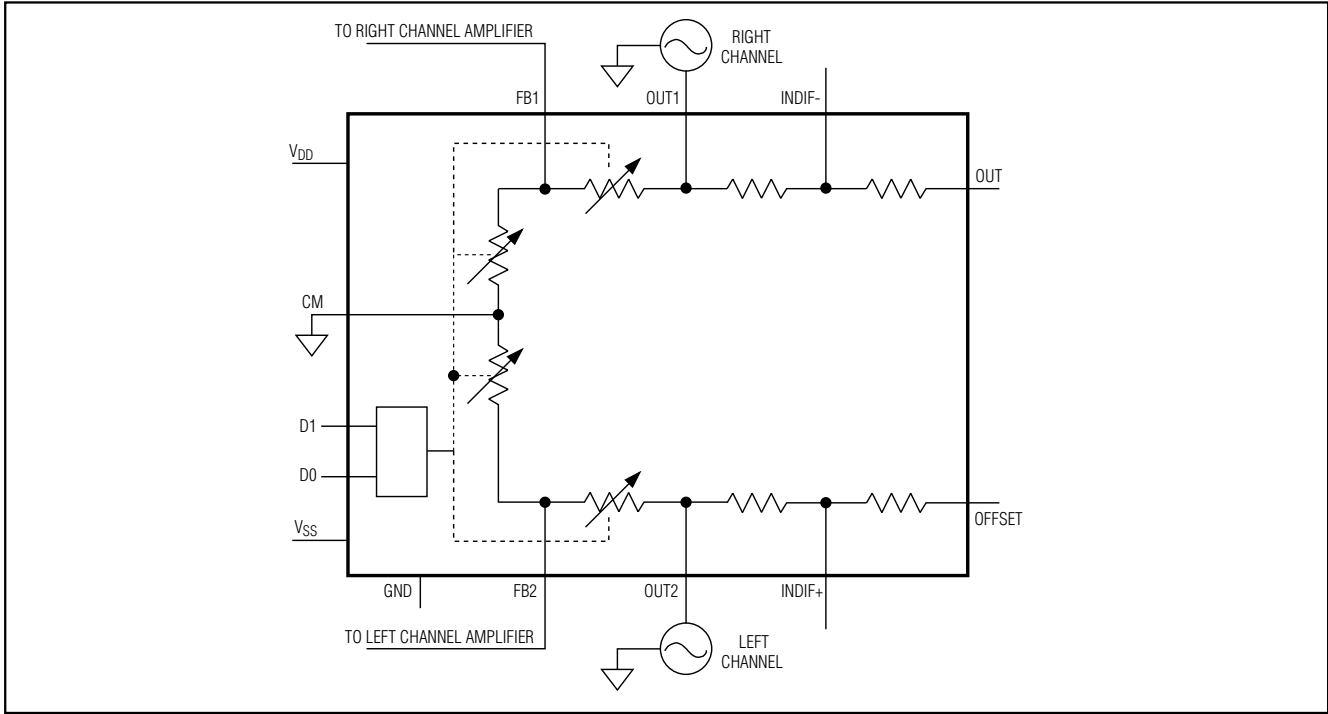 TO RIGHT CHANNEL AMPLIFIER
RIGHT
CHANNEL
FB1
OUT1
INDIF-
VDD
OUT
CM
D1
D0
VSS
OFFSET
GND
FB2
OUT2
INDIF+
TO LEFT CHANNEL AMPLIFIER
LEFT
CHANNEL